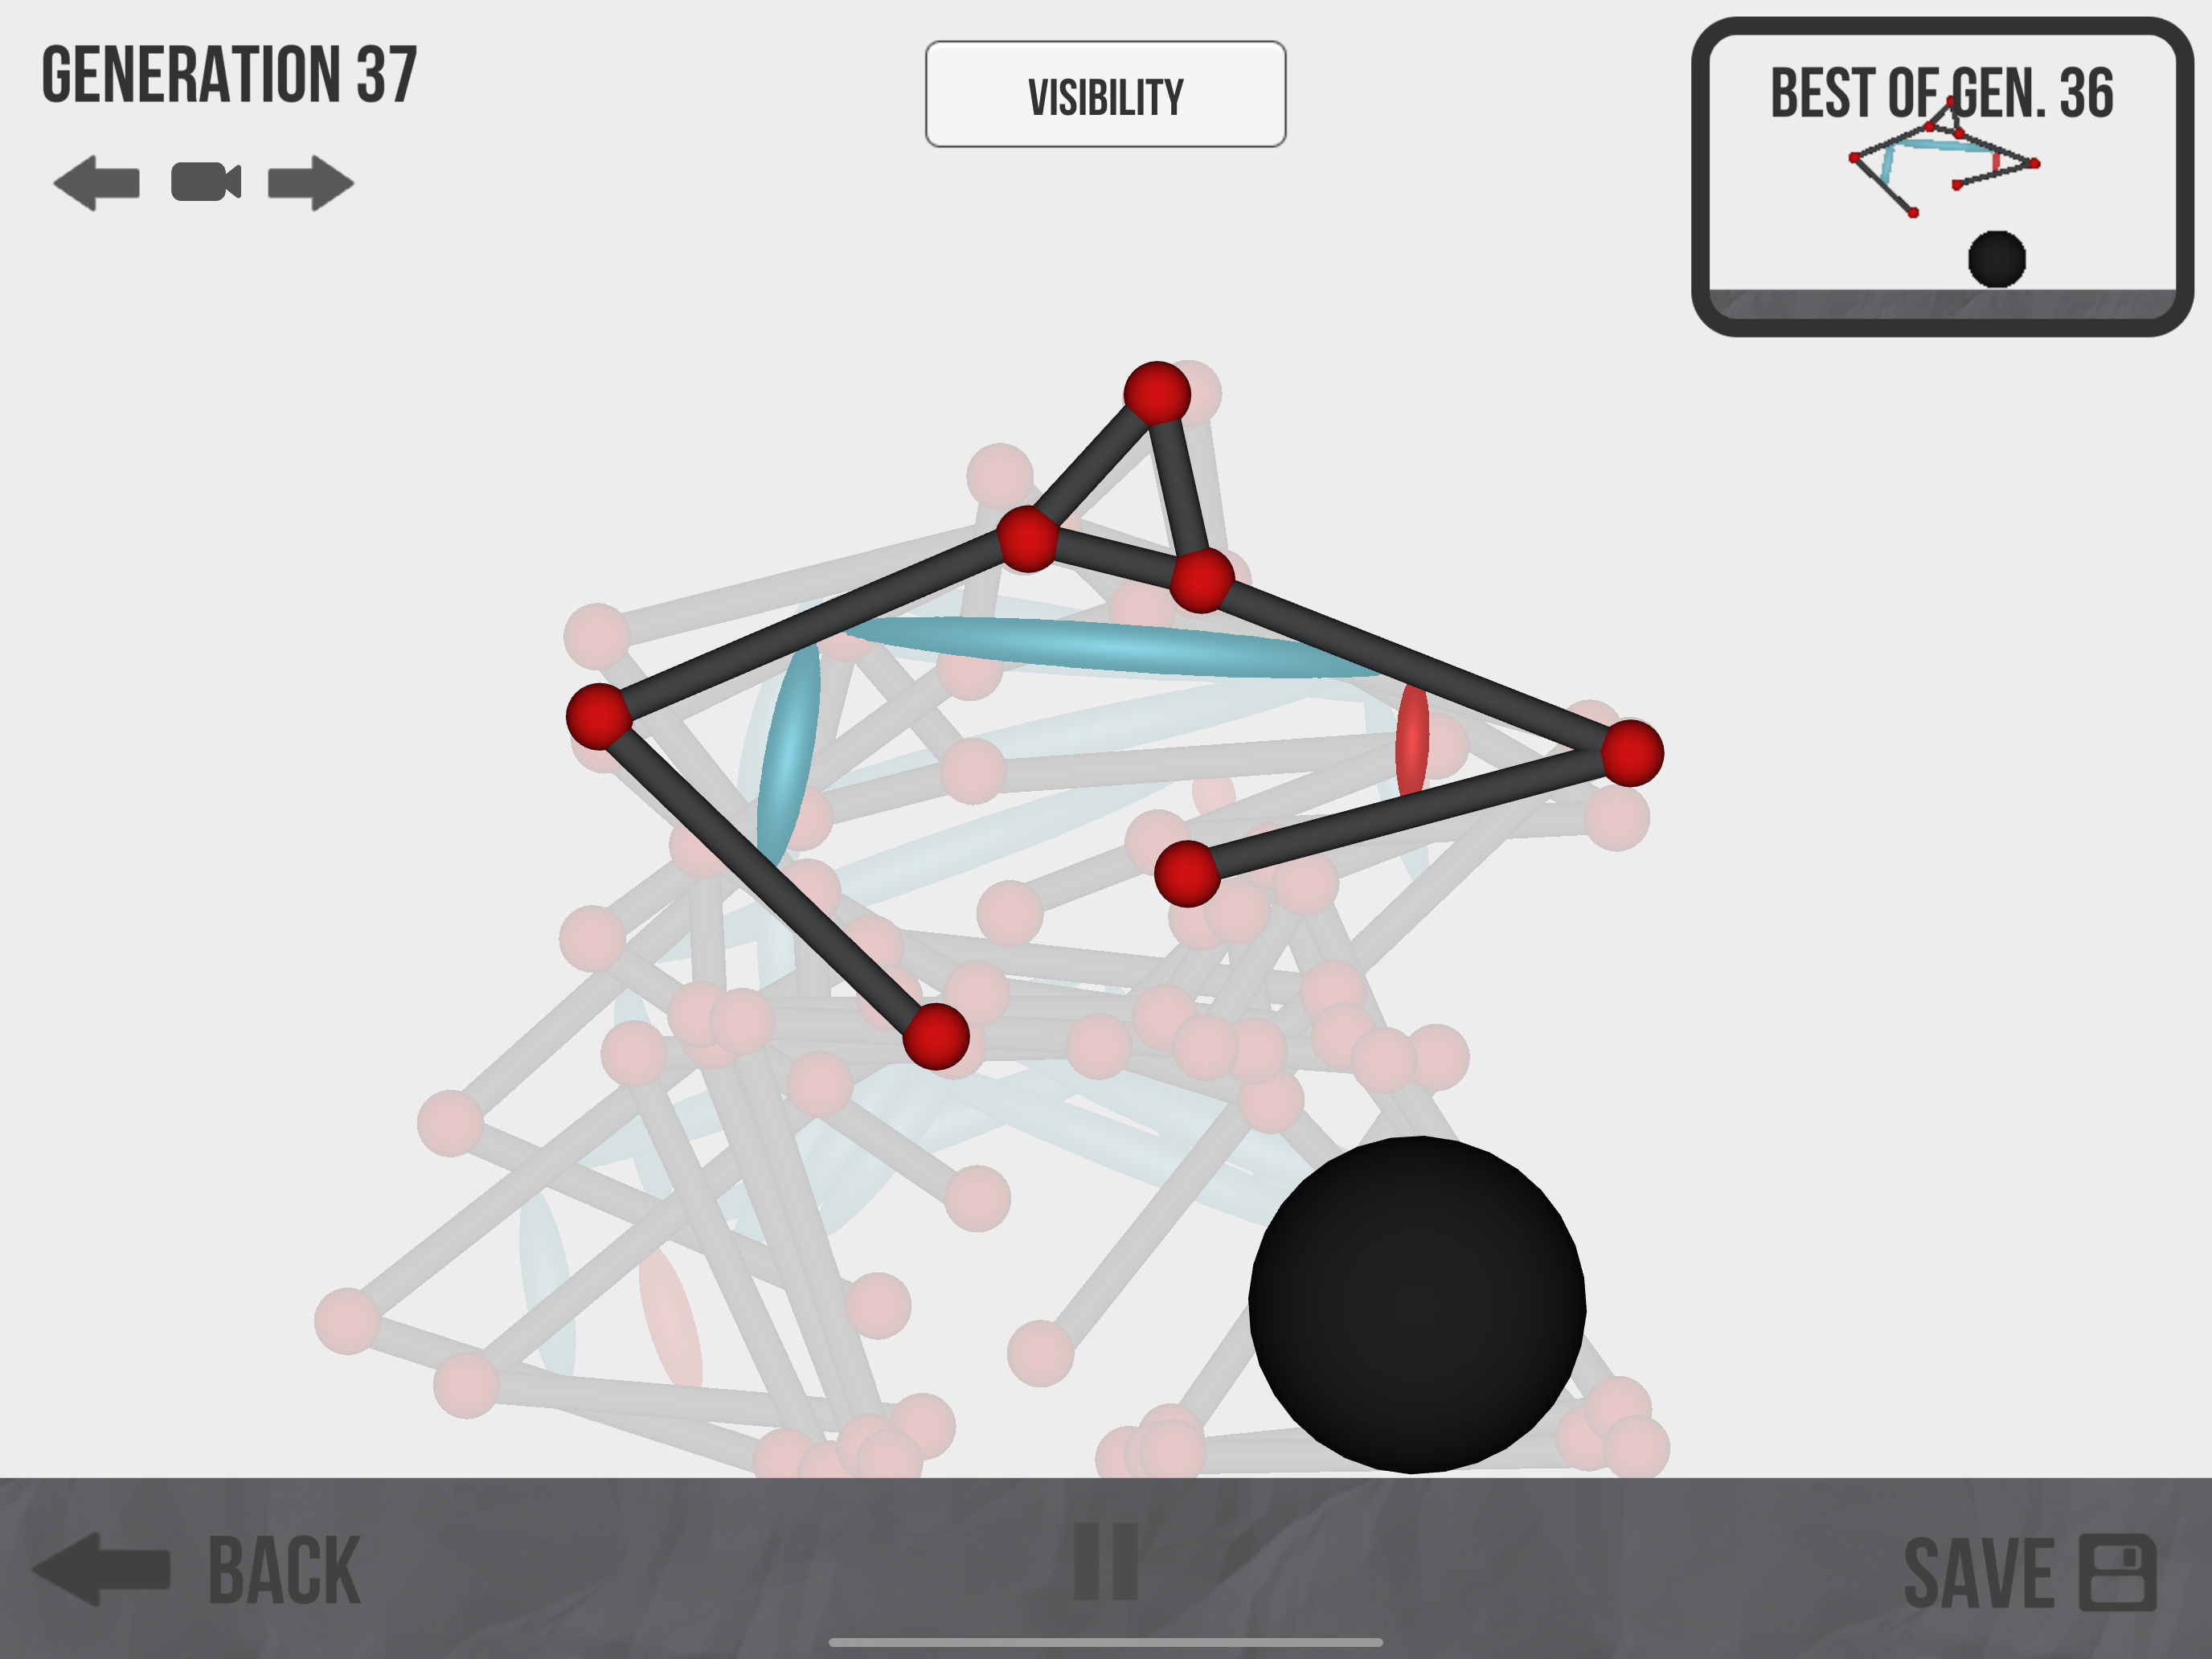 GENERATION 37
VISIBILITY
BEST OF GEN. 36
BACK
SAVE